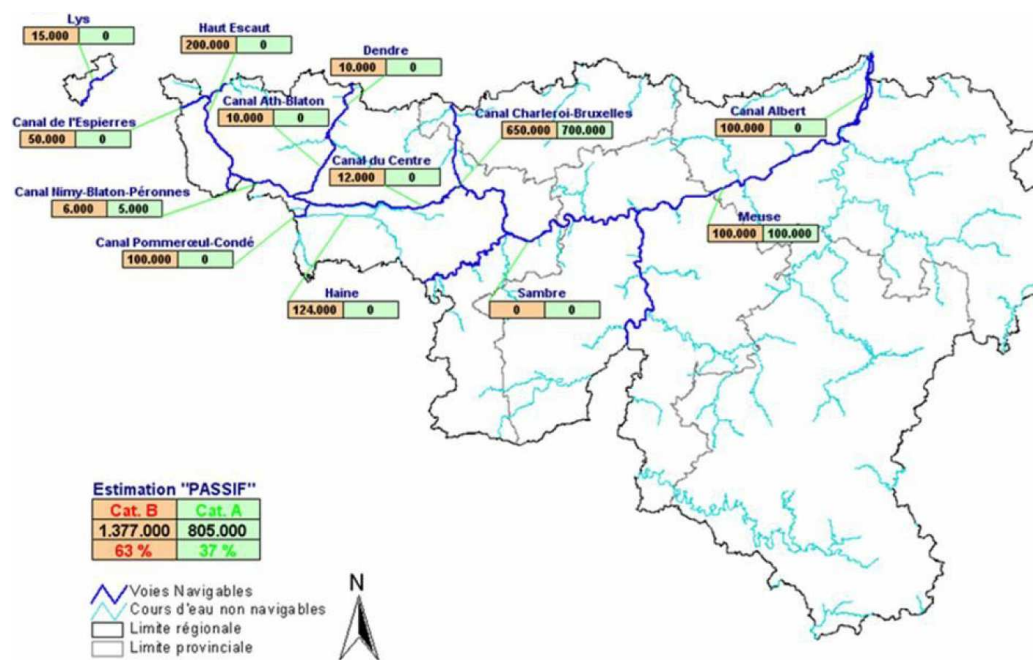 Lys
15.000 0
Haut Escaut
200.000 0
Dendre
10.000 0
Canal de l'Espierres
50.000 0
Canal Ath-Blaton
10.000 0
Canal Charleroi-Bruxelles
650.000 700.000
Canal Albert
100.000 0
Canal du Centre
12.000 0
Canal Nimy-Blaton-Péronnes
6.000 5.000
Meuse
100.000 100.000
Canal Pommerœul-Condé
100.000 0
Haine
124.000 0
Sambre
0 0
Estimation "PASSIF"
Cat. B Cat. A
1.377.000 805.000
63 % 37 %
Voies Navigables
Cours d'eau non navigables
Limite régionale
Limite provinciale
N